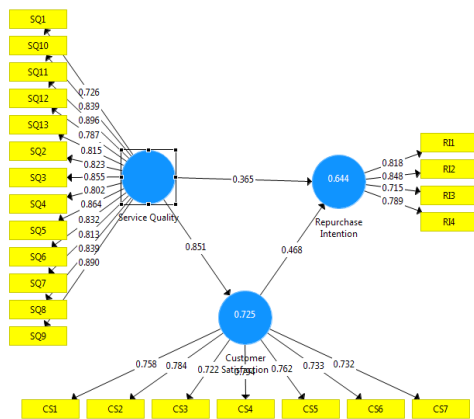 SQ1
SQ10
SQ11
SQ12
SQ13
SQ2
SQ3
SQ4
SQ5
SQ6
SQ7
SQ8
SQ9
0.726
0.839
0.896
0.787
0.815
0.823
0.855
0.802
0.864
0.832
0.813
0.839
0.890
Service Quality
0.365
0.644
Repurchase
Intention
0.818
0.848
0.715
0.789
RI1
RI2
RI3
RI4
0.851
0.468
0.725
Customer
Satisfaction
0.758
0.784
0.722
0.794
0.762
0.733
0.732
CS1
CS2
CS3
CS4
CS5
CS6
CS7